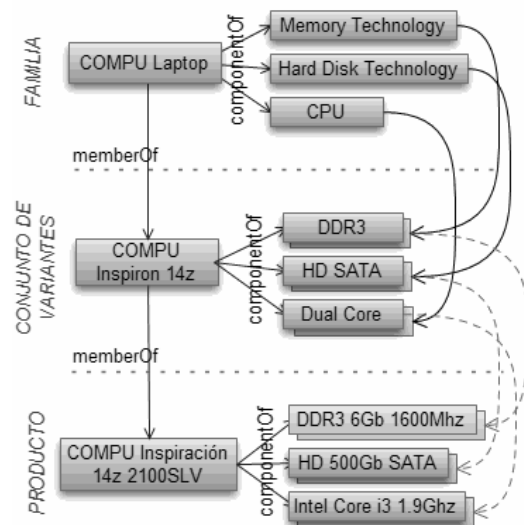 FAMILIA
COMPU Laptop
componentOf
Memory Technology
Hard Disk Technology
CPU
memberOf
CONJUNTO DE
VARIANTES
COMPU
Inspiron 14z
componentOf
DDR3
HD SATA
Dual Core
memberOf
PRODUCTO
COMPU Inspiración
14z 2100SLV
componentOf
DDR3 6Gb 1600Mhz
HD 500Gb SATA
Intel Core i3 1.9Ghz